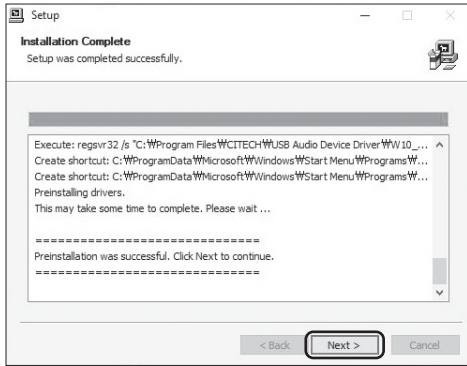 Setup
Installation Complete
Setup was completed successfully.
Execute: regsvr32 /s "C:₩Program Files₩CITECH₩USB Audio Device Driver₩W10_...
Create shortcut: C:₩ProgramData₩Microsoft₩Windows₩Start Menu₩Programs₩...
Create shortcut: C:₩ProgramData₩Microsoft₩Windows₩Start Menu₩Programs₩...
Preinstalling drivers.
This may take some time to complete. Please wait ...
==============================
Preinstallation was successful. Click Next to continue.
==============================
< Back Next > Cancel